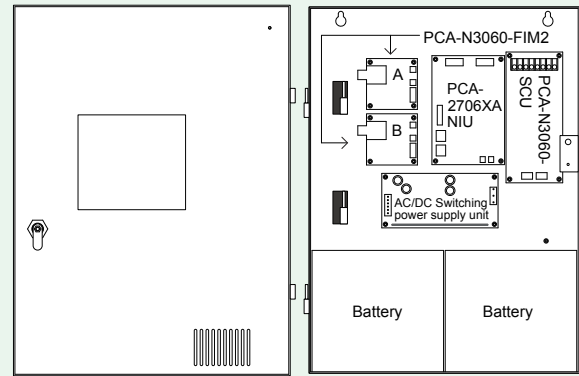 PCA-N3060-FIM2
A
B
PCA-
2706XA
NIU
PCA-N3060-
SCU
AC/DC Switching
power supply unit
Battery
Battery